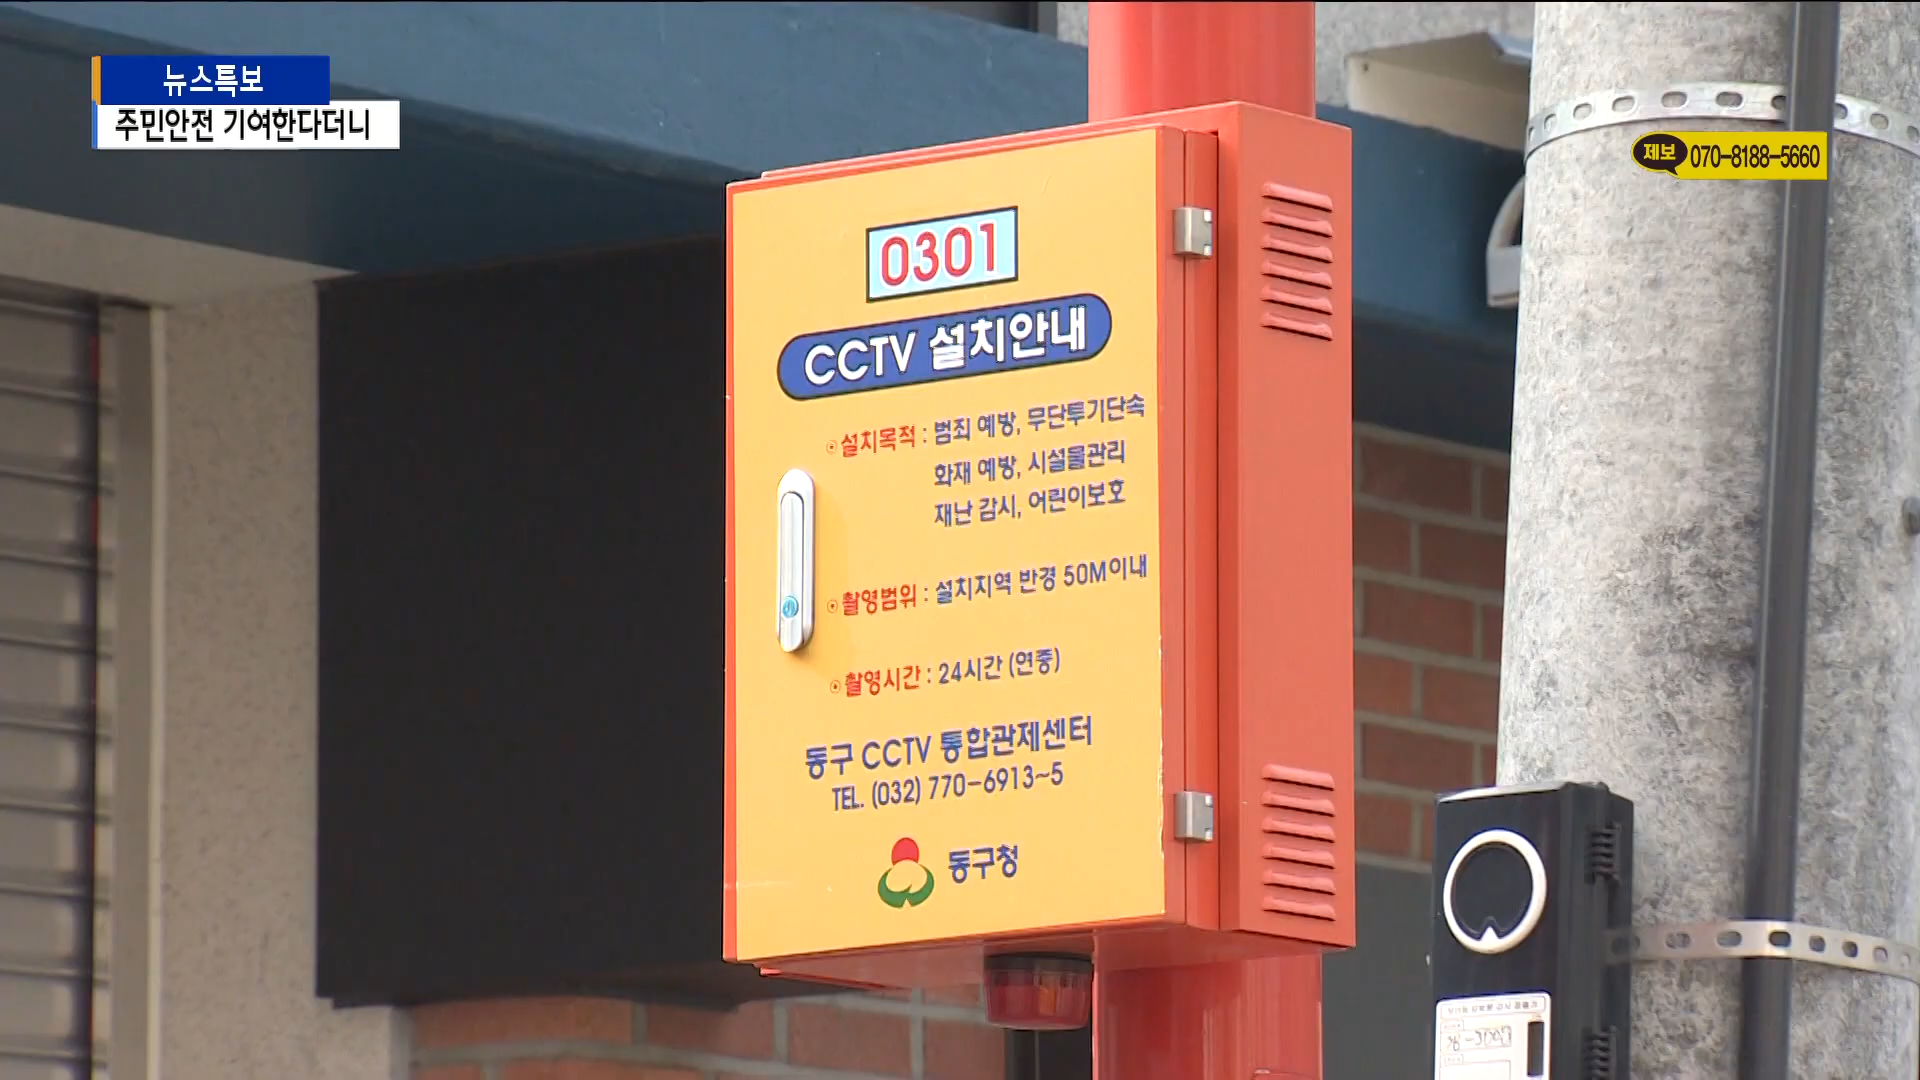 뉴스특보
주민안전 기여한다더니
제보 070-8188-5660
0301
CCTV 설치안내
설치목적 : 범죄 예방, 무단투기단속
화재 예방, 시설물관리
재난 감시, 어린이보호
촬영범위 : 설치지역 반경 50M이내
촬영시간 : 24시간 (연중)
동구 CCTV 통합관제센터
TEL. (032) 770-6913~5
동구청